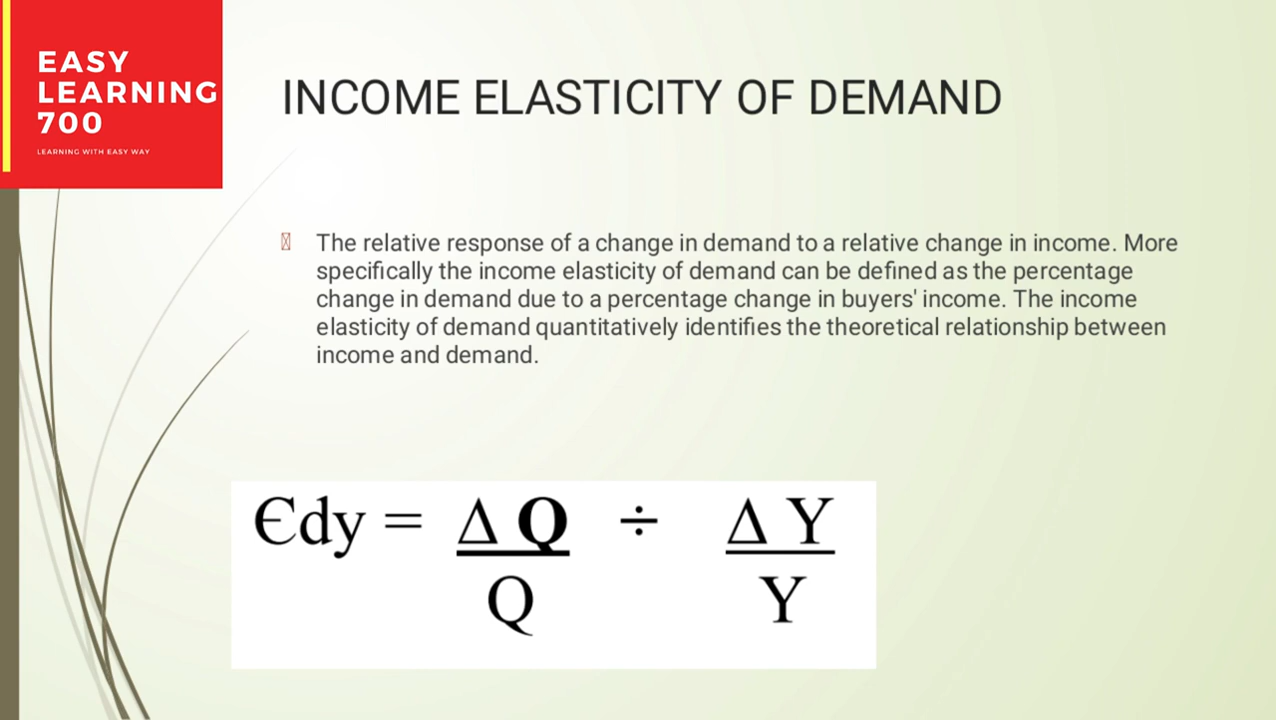 EASY
LEARNING
700
LEARNING WITH EASY WAY
INCOME ELASTICITY OF DEMAND
The relative response of a change in demand to a relative change in income. More
specifically the income elasticity of demand can be defined as the percentage
change in demand due to a percentage change in buyers' income. The income
elasticity of demand quantitatively identifies the theoretical relationship between
income and demand.
Єdy = Δ Q ÷ Δ Y
Q Y